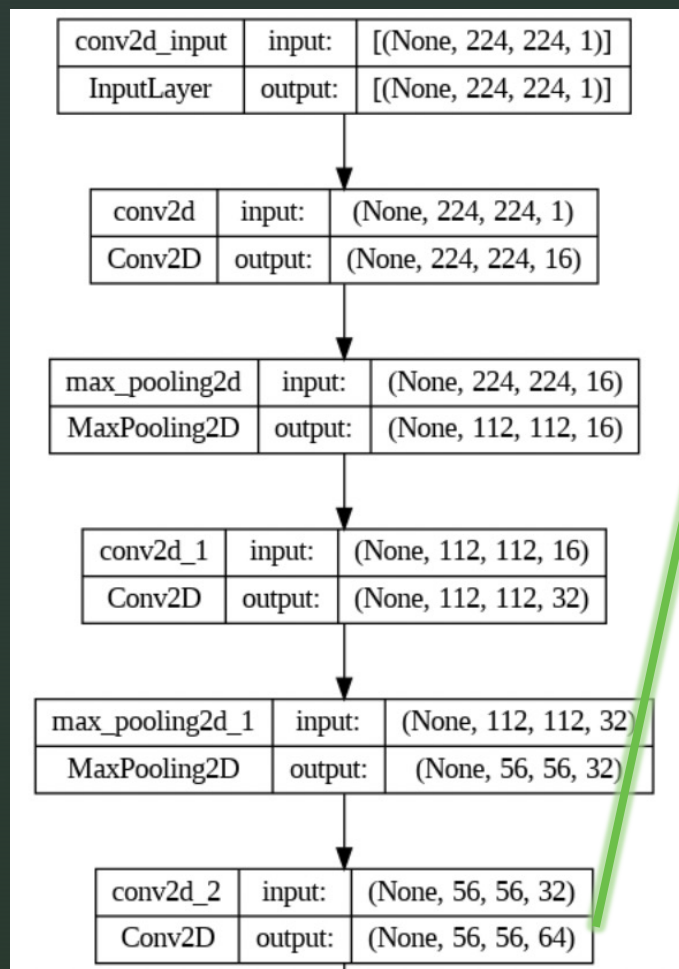 conv2d_input input: [(None, 224, 224, 1)]
InputLayer output: [(None, 224, 224, 1)]
conv2d input: (None, 224, 224, 1)
Conv2D output: (None, 224, 224, 16)
max_pooling2d input: (None, 224, 224, 16)
MaxPooling2D output: (None, 112, 112, 16)
conv2d_1 input: (None, 112, 112, 16)
Conv2D output: (None, 112, 112, 32)
max_pooling2d_1 input: (None, 112, 112, 32)
MaxPooling2D output: (None, 56, 56, 32)
conv2d_2 input: (None, 56, 56, 32)
Conv2D output: (None, 56, 56, 64)